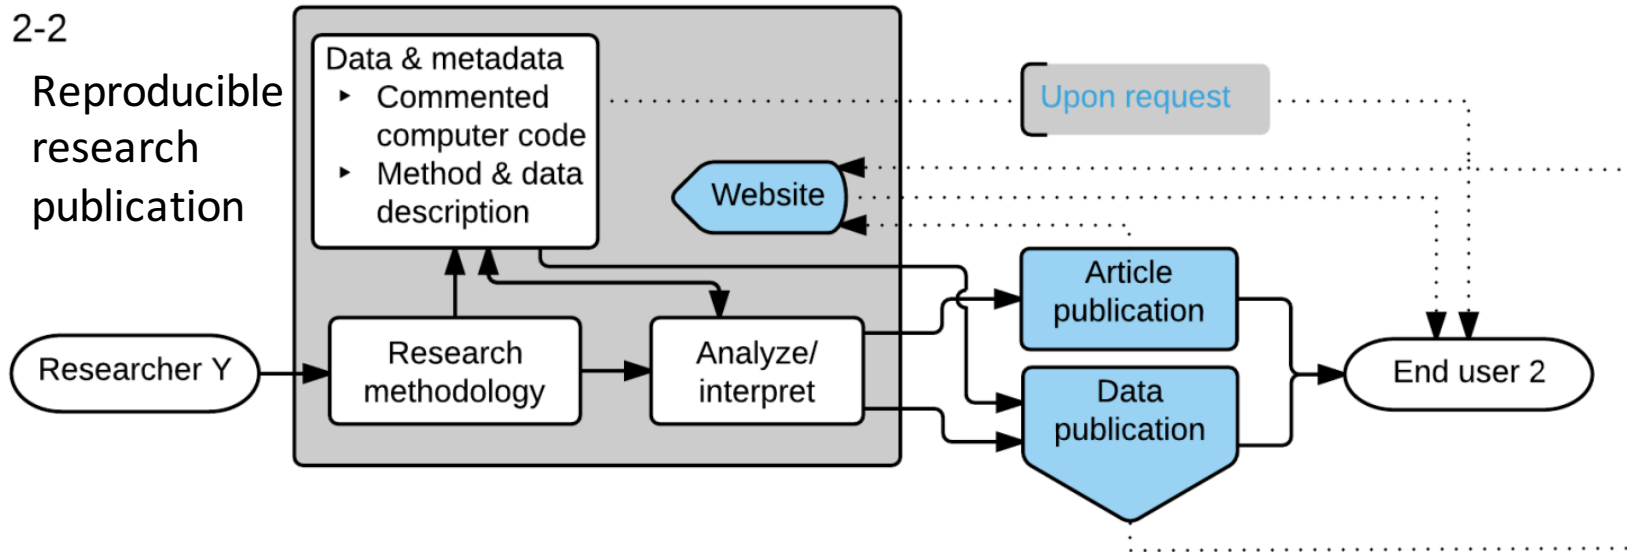 2-2
Reproducible
research
publication
Data & metadata
‣ Commented
computer code
‣ Method & data
description
Upon request
Website
Article
publication
Researcher Y
Research
methodology
Analyze/
interpret
Data
publication
End user 2